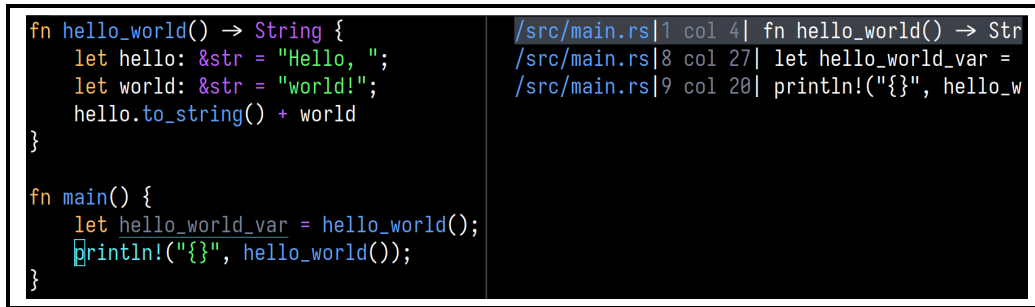 fn hello_world() → String {
    let hello: &str = "Hello, ";
    let world: &str = "world!";
    hello.to_string() + world
}
fn main() {
    let hello_world_var = hello_world();
    println!("{}", hello_world());
}
/src/main.rs|1 col 4| fn hello_world() → Str
/src/main.rs|8 col 27| let hello_world_var =
/src/main.rs|9 col 20| println!("{}", hello_w